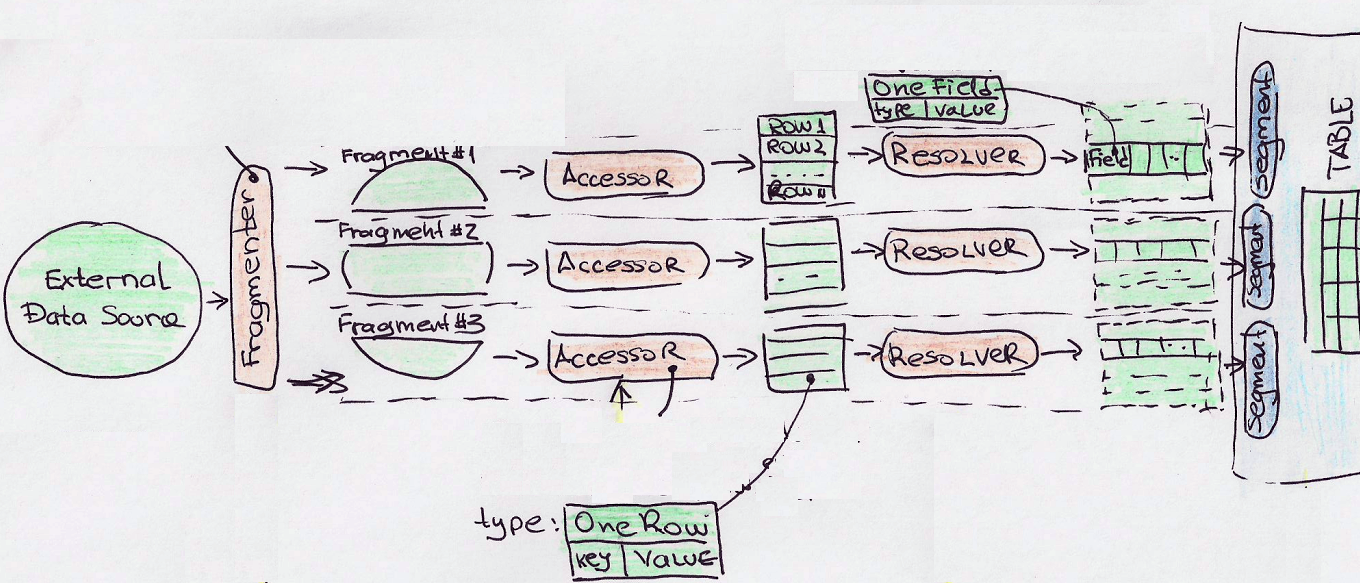 External
Data Source
Fragmenter
Fragment #1
Accessor
ROW 1
ROW 2
ROW n
One Field
type | value
Resolver
Field
Segment
TABLE
Fragment #2
Accessor
Resolver
Segment
Fragment #3
Accessor
Resolver
Segment
type: One Row
key | Value